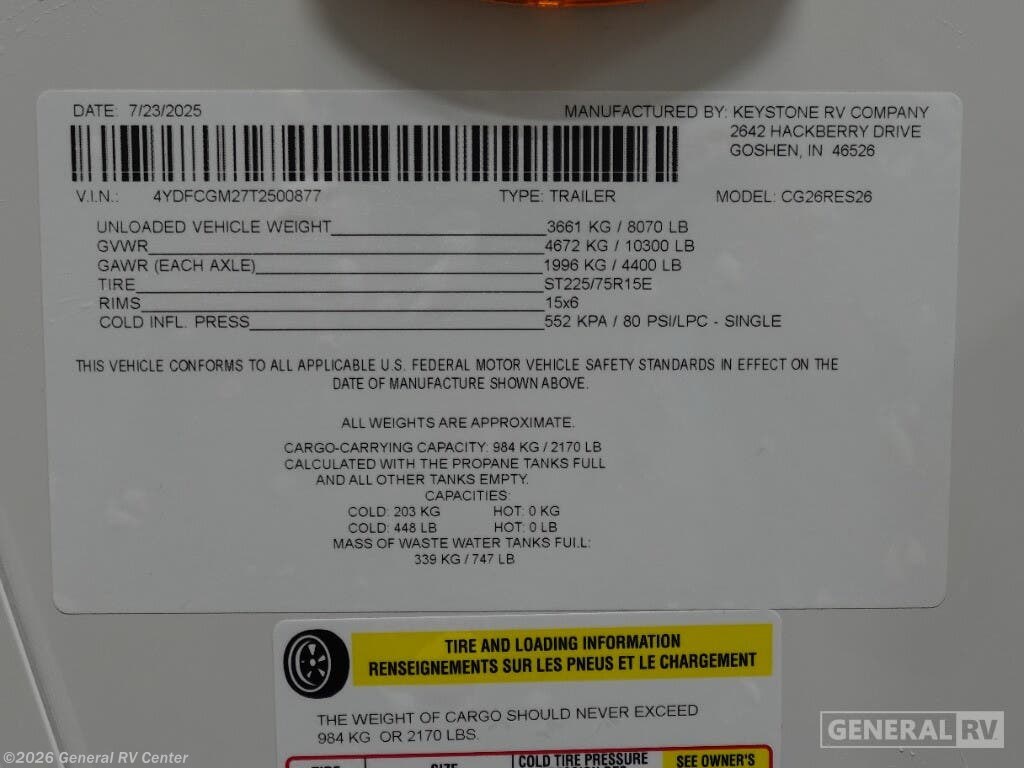 DATE: 7/23/2025
MANUFACTURED BY: KEYSTONE RV COMPANY
2642 HACKBERRY DRIVE
GOSHEN, IN 46526
V.I.N.: 4YDFCGM27T2500877 TYPE: TRAILER MODEL: CG26RES26
UNLOADED VEHICLE WEIGHT 3661 KG / 8070 LB
GVWR 4672 KG / 10300 LB
GAWR (EACH AXLE) 1996 KG / 4400 LB
TIRE ST225/75R15E
RIMS 15x6
COLD INFL. PRESS 552 KPA / 80 PSI/LPC - SINGLE
THIS VEHICLE CONFORMS TO ALL APPLICABLE U.S. FEDERAL MOTOR VEHICLE SAFETY STANDARDS IN EFFECT ON THE
DATE OF MANUFACTURE SHOWN ABOVE.
ALL WEIGHTS ARE APPROXIMATE.
CARGO-CARRYING CAPACITY: 984 KG / 2170 LB
CALCULATED WITH THE PROPANE TANKS FULL
AND ALL OTHER TANKS EMPTY.
CAPACITIES:
COLD: 203 KG HOT: 0 KG
COLD: 448 LB HOT: 0 LB
MASS OF WASTE WATER TANKS FULL:
339 KG / 747 LB
TIRE AND LOADING INFORMATION
RENSEIGNEMENTS SUR LES PNEUS ET LE CHARGEMENT
THE WEIGHT OF CARGO SHOULD NEVER EXCEED
984 KG OR 2170 LBS.
TIRE SIZE COLD TIRE PRESSURE SEE OWNER'S
GENERAL RV
©2026 General RV Center